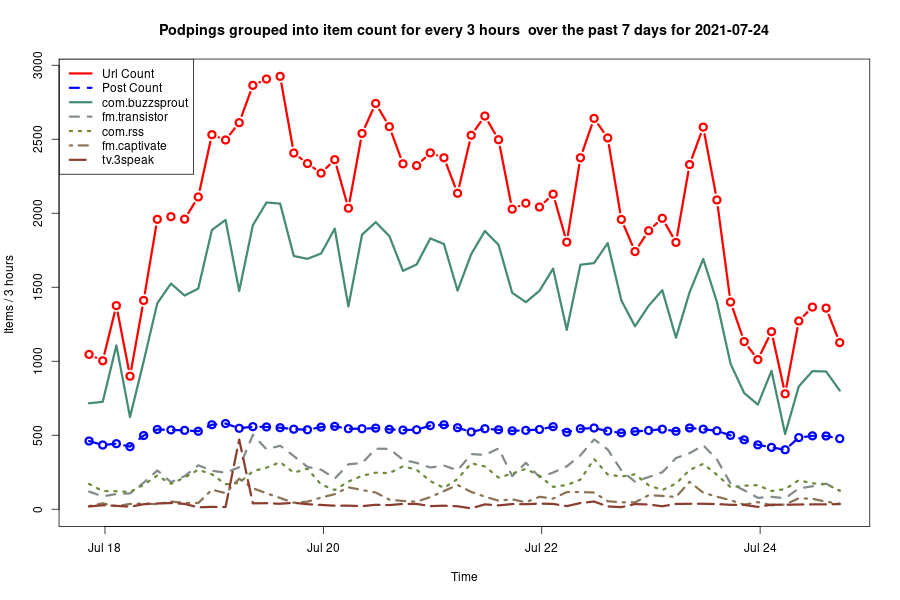 Podpings grouped into item count for every 3 hours  over the past 7 days for 2021-07-24
Url Count
Post Count
com.buzzsprout
fm.transistor
com.rss
fm.captivate
tv.3speak
Items / 3 hours
3000
2500
2000
1500
1000
500
0
Jul 18
Jul 20
Jul 22
Jul 24
Time